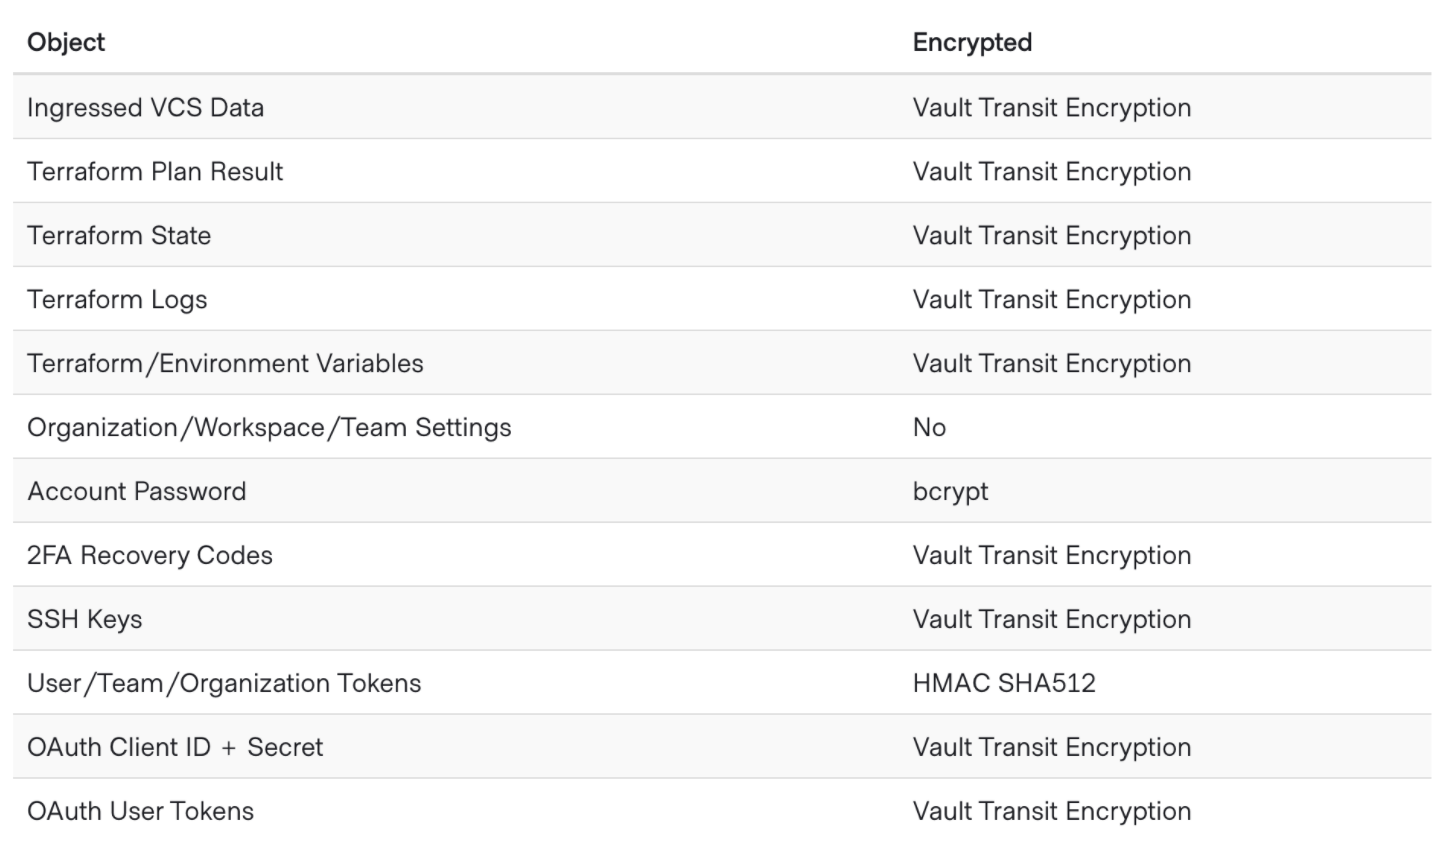 Object Encrypted
Ingressed VCS Data Vault Transit Encryption
Terraform Plan Result Vault Transit Encryption
Terraform State Vault Transit Encryption
Terraform Logs Vault Transit Encryption
Terraform/Environment Variables Vault Transit Encryption
Organization/Workspace/Team Settings No
Account Password bcrypt
2FA Recovery Codes Vault Transit Encryption
SSH Keys Vault Transit Encryption
User/Team/Organization Tokens HMAC SHA512
OAuth Client ID + Secret Vault Transit Encryption
OAuth User Tokens Vault Transit Encryption